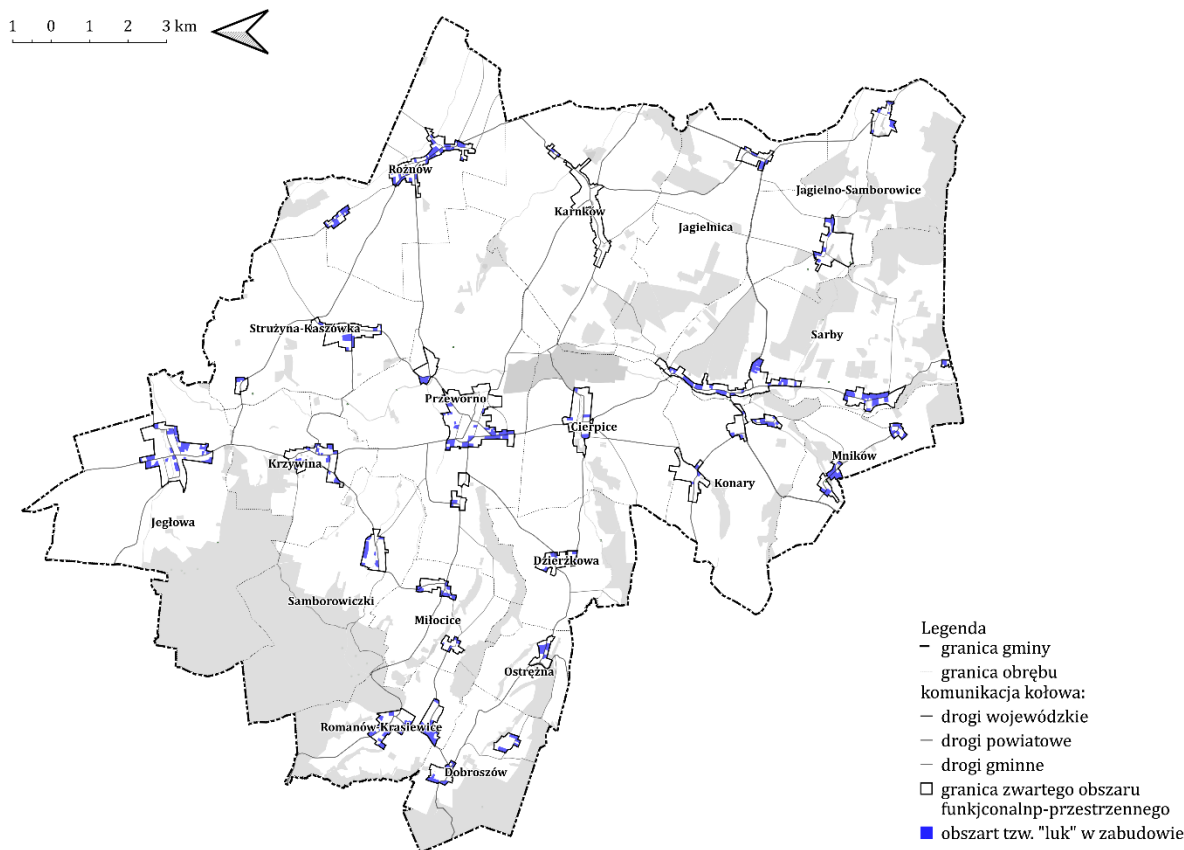 1 0 1 2 3 km
Rożnów
Karnków
Jagielno-Samborowice
Jagielnica
Strużyna-Kaszówka
Sarby
Przeworno
Cierpice
Krzywina
Mników
Konary
Jegłowa
Dzierżkowa
Samborowiczki
Miłocice
Ostrężna
Romanów-Krasiewice
Dobroszów
Legenda
granica gminy
granica obrębu
komunikacja kołowa:
drogi wojewódzkie
drogi powiatowe
drogi gminne
granica zwartego obszaru
funkjconalnp-przestrzennego
obszart tzw. "luk" w zabudowie